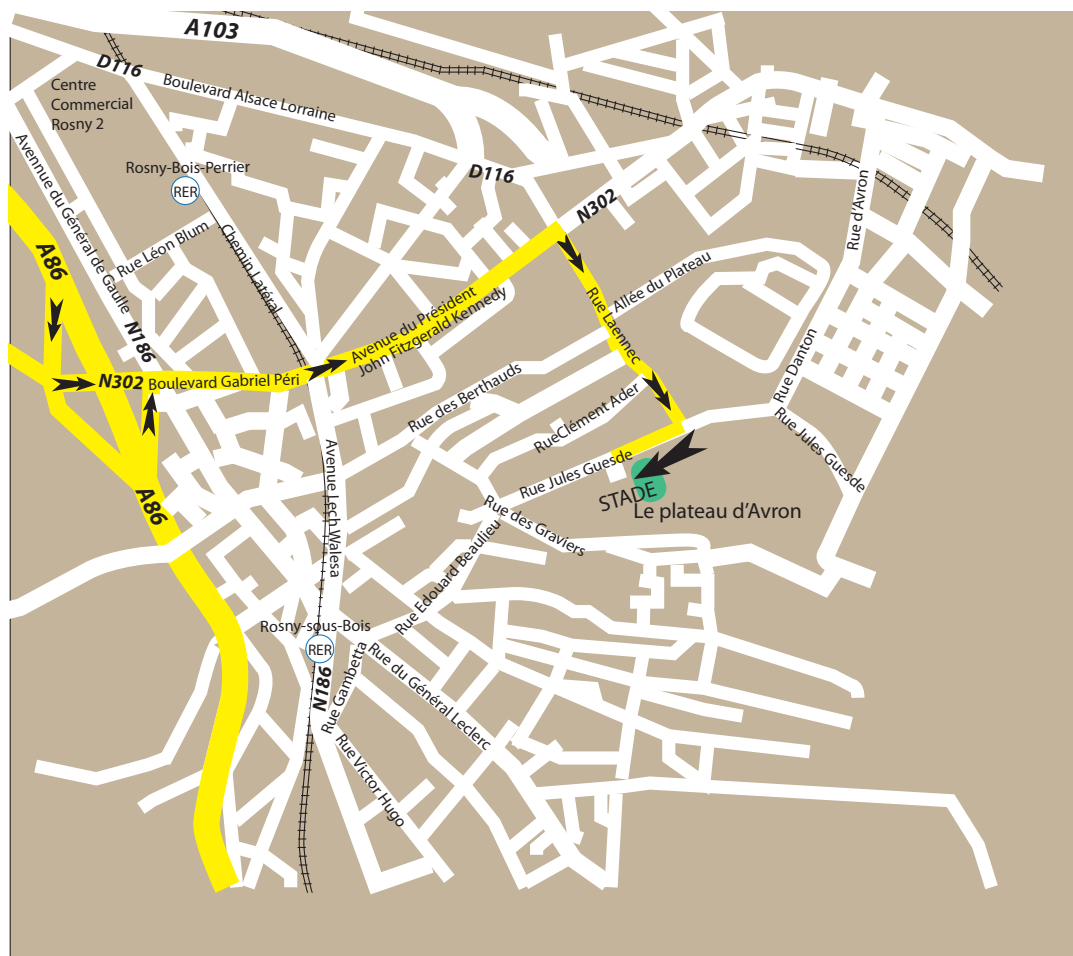 A103
D116
Boulevard Alsace Lorraine
Centre
Commercial
Rosny 2
Avennue du Général de Gaulle
Rosny-Bois-Perrier
RER
D116
N302
Rue d'Avron
A86
Rue Léon Blum
Chemin Latéral
Allée du Plateau
Rue Laennec
Avenue du Président
John Fitzgerald Kennedy
N186
N302
Boulevard Gabriel Péri
Rue Danton
Rue des Berthauds
RueClément Ader
Rue Jules Guesde
Rue Jules Guesde
STADE
Le plateau d'Avron
A86
Avenue Lech Walesa
Rue des Graviers
Rue Edouard Beaulieu
Rosny-sous-Bois
RER
N186
Rue Gambetta
Rue du Général Leclerc
Rue Victor Hugo